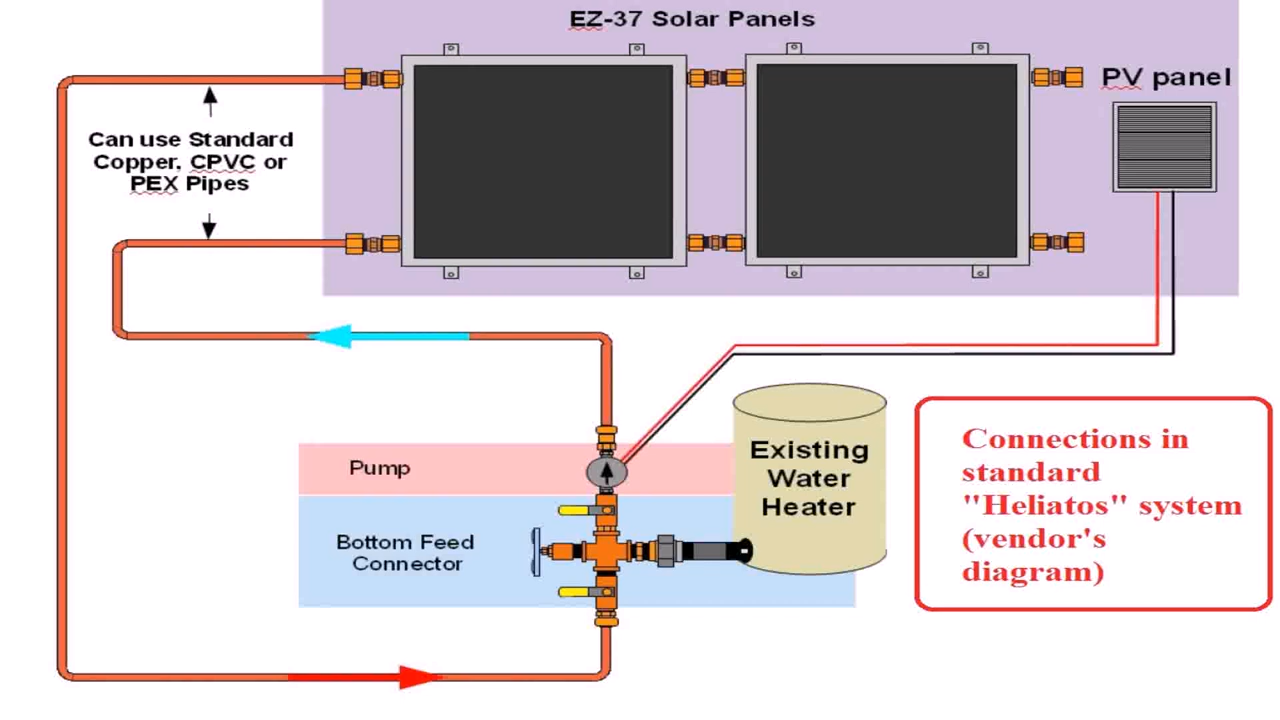 EZ-37 Solar Panels
PV panel
Can use Standard
Copper, CPVC or
PEX Pipes
Pump
Bottom Feed
Connector
Existing
Water
Heater
Connections in
standard
"Heliatos" system
(vendor's
diagram)